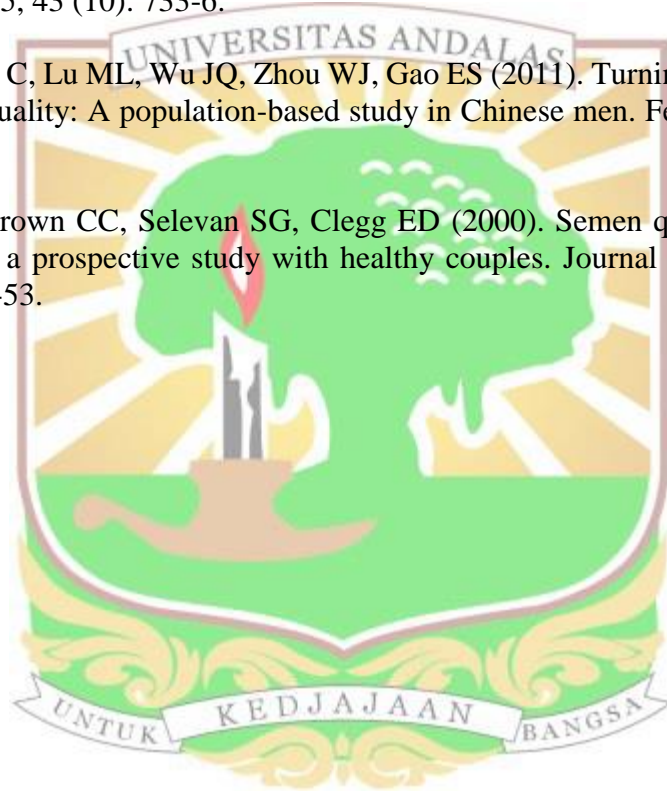 5, 43 (10). 733-6.
UNIVERSITAS ANDALAS
C, Lu ML, Wu JQ, Zhou WJ, Gao ES (2011). Turnin
uality: A population-based study in Chinese men. Fe
rown CC, Selevan SG, Clegg ED (2000). Semen q
a prospective study with healthy couples. Journal
-53.
UNTUK KEDJAJAAN BANGSA